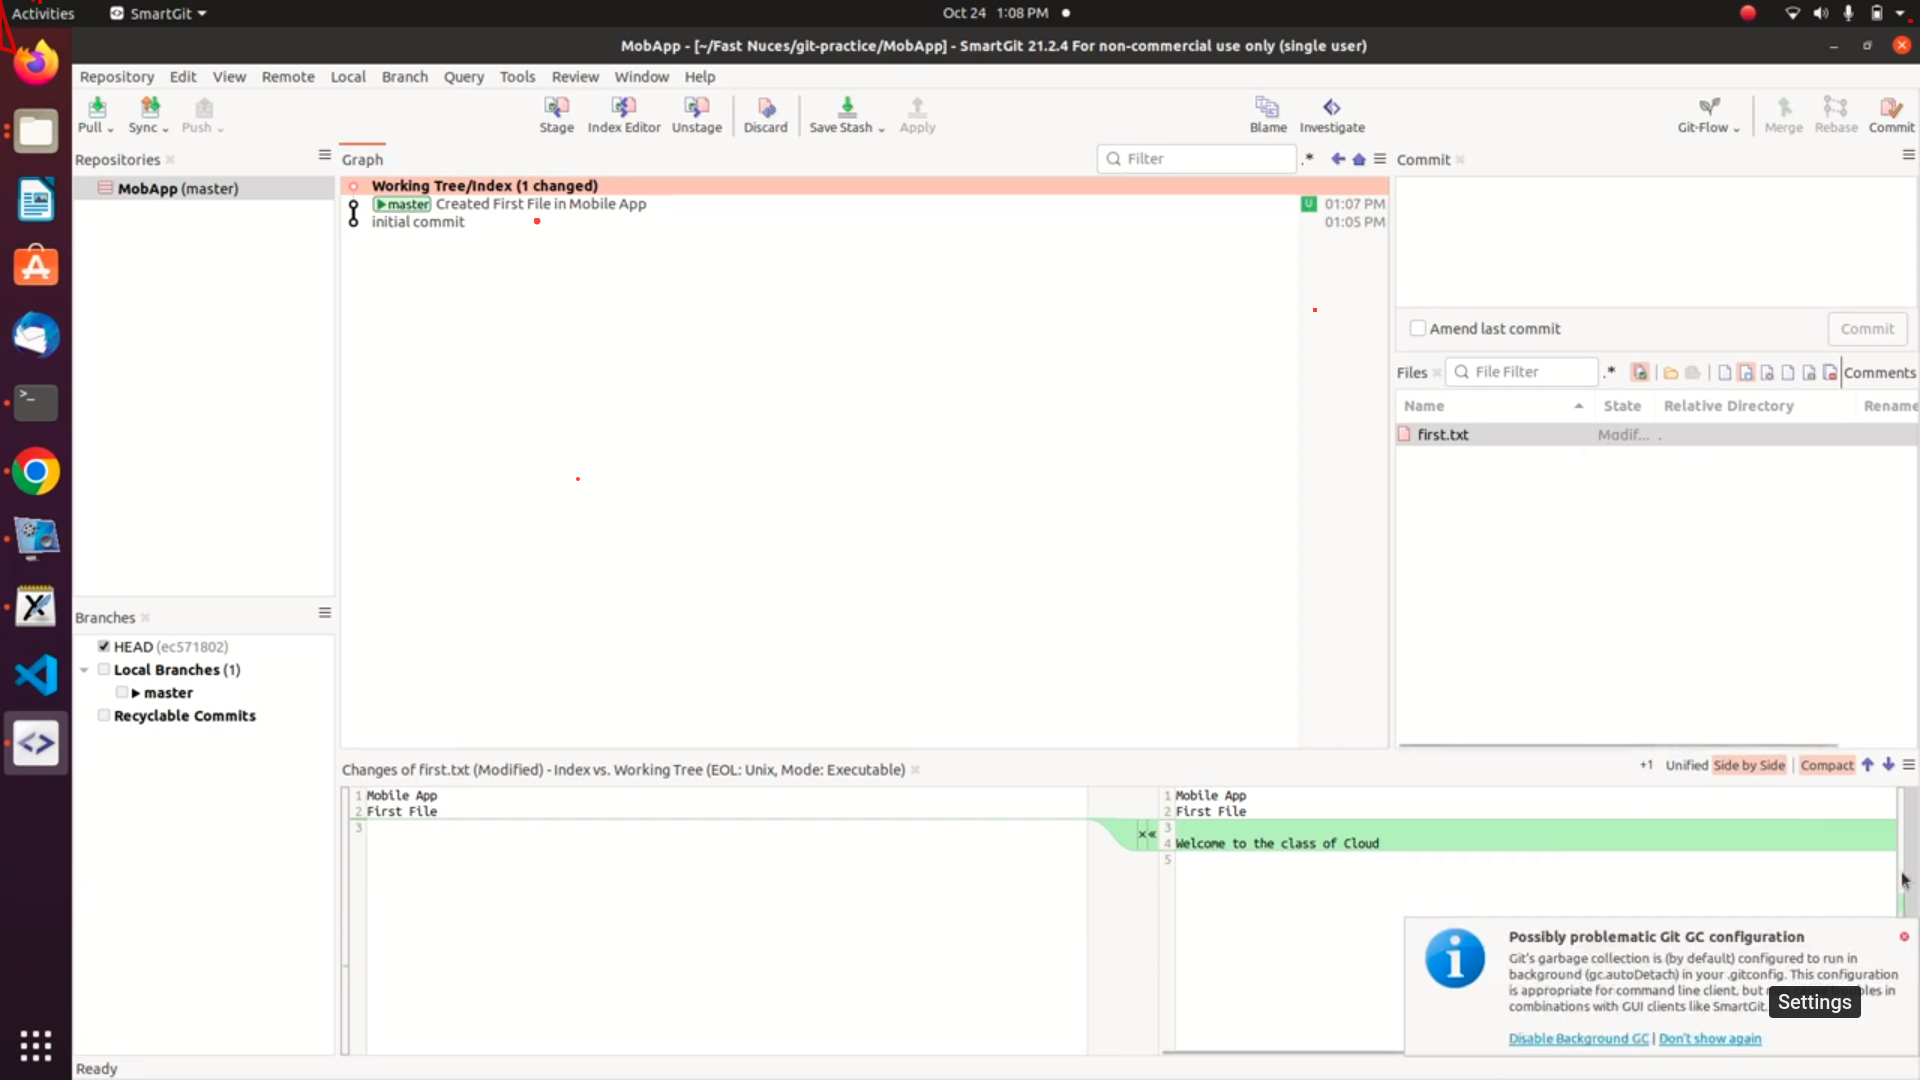 Activities
SmartGit
Oct 24 1:08 PM
MobApp - [~/Fast Nuces/git-practice/MobApp] - SmartGit 21.2.4 For non-commercial use only (single user)
Repository Edit View Remote Local Branch Query Tools Review Window Help
Pull Sync Push Stage Index Editor Unstage Discard Save Stash Apply Blame Investigate Git-Flow Merge Rebase Commit
Repositories
MobApp (master)
Graph
Filter
.*
Working Tree/Index (1 changed)
master Created First File in Mobile App U 01:07 PM
initial commit 01:05 PM
Commit
Amend last commit
Commit
Files
File Filter
.*
Comments
Name State Relative Directory Rename
first.txt Modif... .
Branches
HEAD (ec571802)
Local Branches (1)
master
Recyclable Commits
Changes of first.txt (Modified) - Index vs. Working Tree (EOL: Unix, Mode: Executable)
+1 Unified Side by Side Compact
1 Mobile App
2 First File
3
1 Mobile App
2 First File
3
4 Welcome to the class of Cloud
5
Possibly problematic Git GC configuration
Git's garbage collection is (by default) configured to run in
background (gc.autoDetach) in your .gitconfig. This configuration
is appropriate for command line client, but
combinations with GUI clients like SmartGit.
Settings
Disable Background GC | Don't show again
Ready